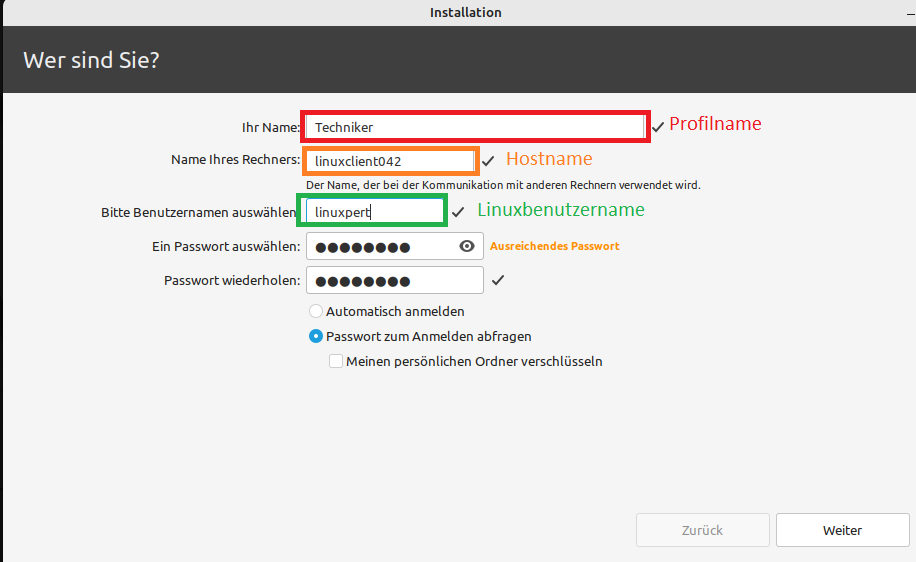 Installation
Wer sind Sie?
Ihr Name: Techniker Profilname
Name Ihres Rechners: linuxclient042 Hostname
Der Name, der bei der Kommunikation mit anderen Rechnern verwendet wird.
Bitte Benutzernamen auswählen linuxpert Linuxbenutzername
Ein Passwort auswählen: ●●●●●●●● Ausreichendes Passwort
Passwort wiederholen: ●●●●●●●●
Automatisch anmelden
Passwort zum Anmelden abfragen
Meinen persönlichen Ordner verschlüsseln
Zurück Weiter